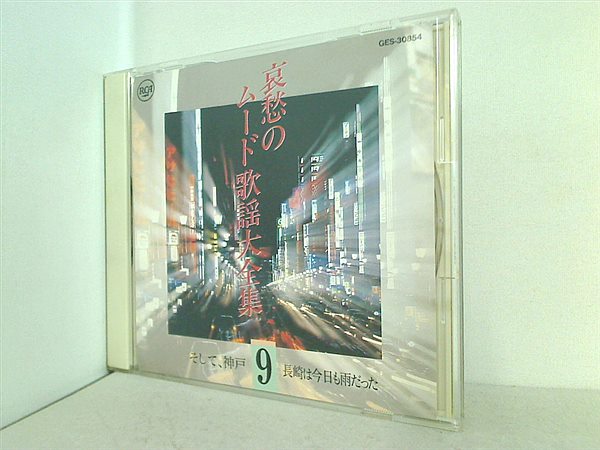 GES-30854
RCA
哀愁の
ムード歌謡大全集
そして、神戸 9 長崎は今日も雨だった